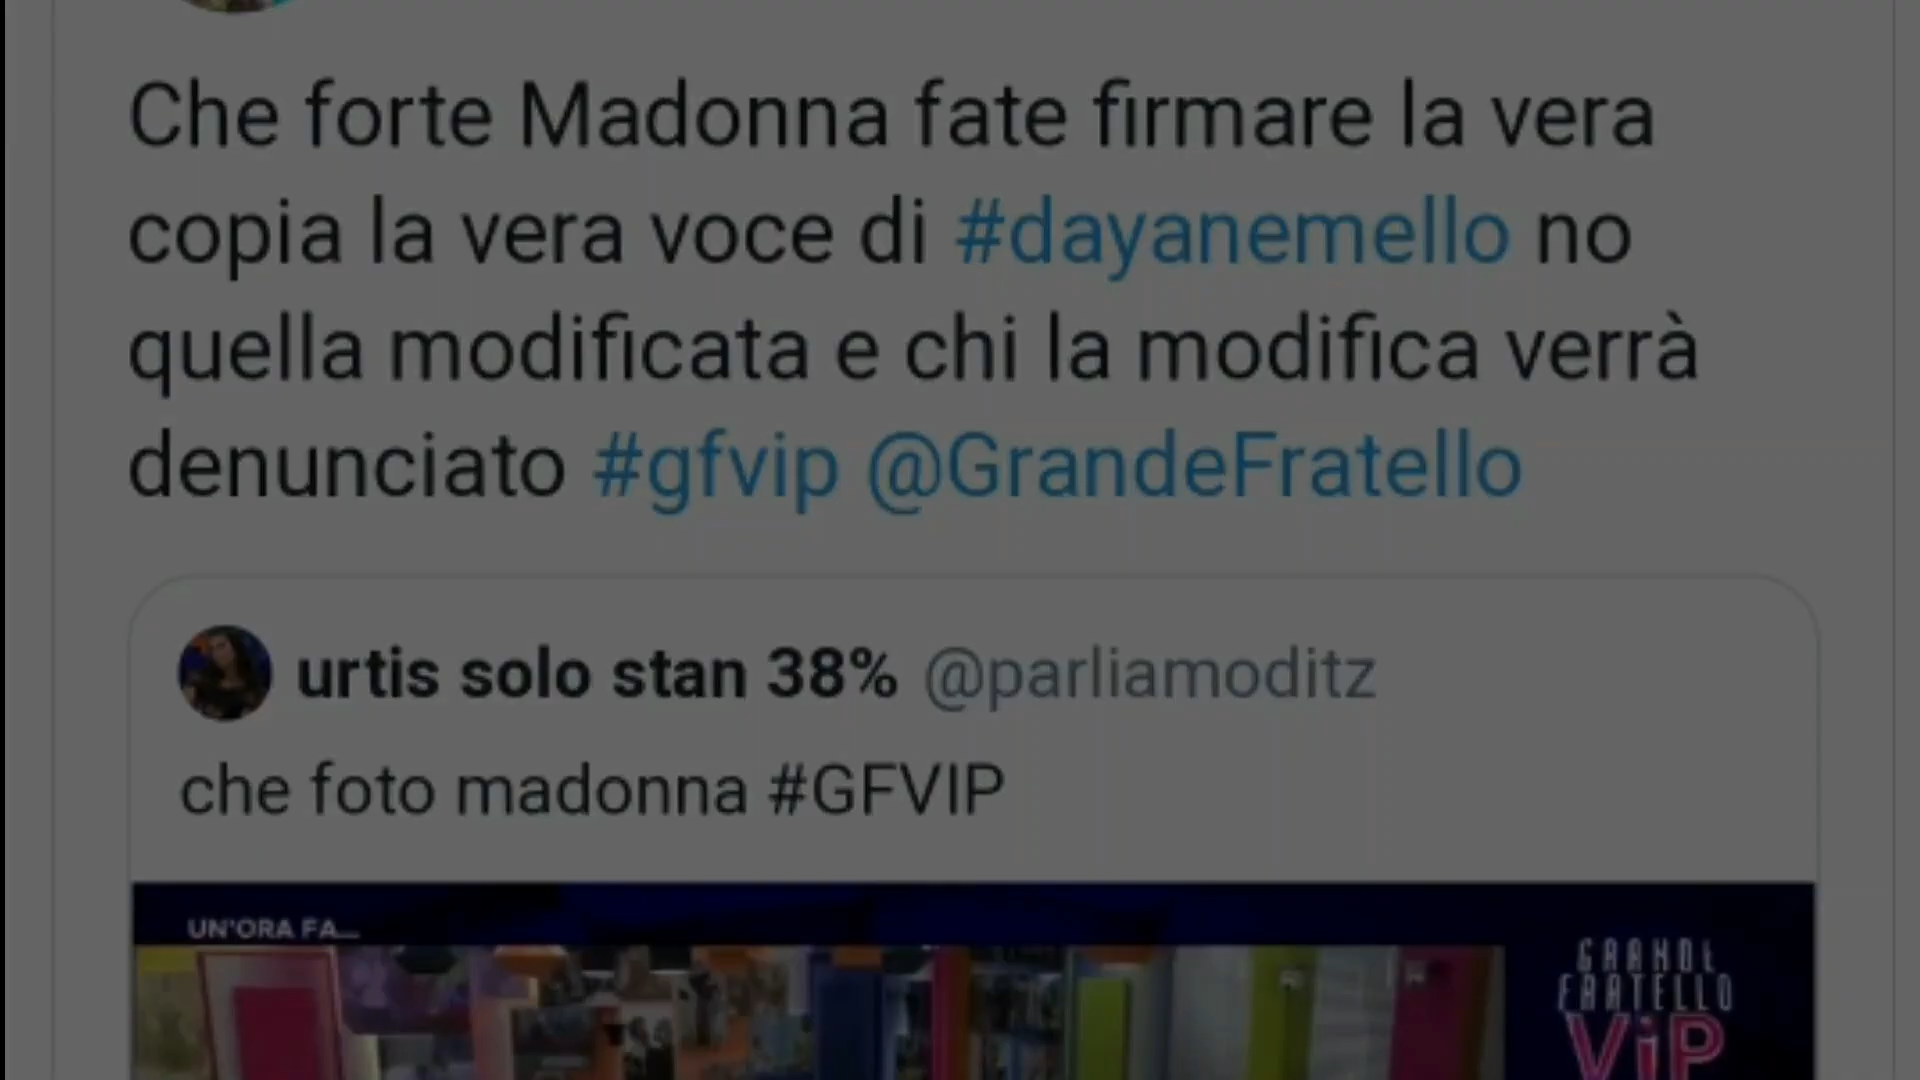 Che forte Madonna fate firmare la vera
copia la vera voce di #dayanemello no
quella modificata e chi la modifica verrà
denunciato #gfvip @GrandeFratello
urtis solo stan 38% @parliamoditz
che foto madonna #GFVIP
UN'ORA FA...
GRANDE
FRATELLO
ViP